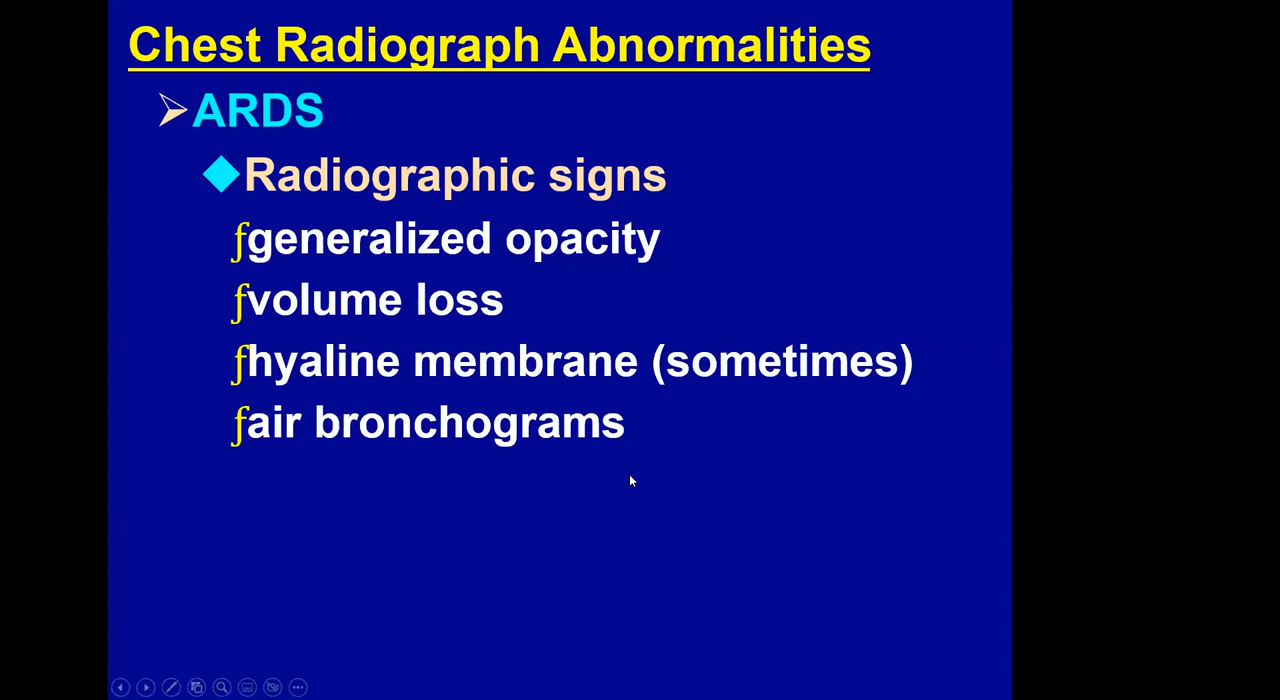 Chest Radiograph Abnormalities
➢ARDS
◆Radiographic signs
ƒgeneralized opacity
ƒvolume loss
ƒhyaline membrane (sometimes)
ƒair bronchograms